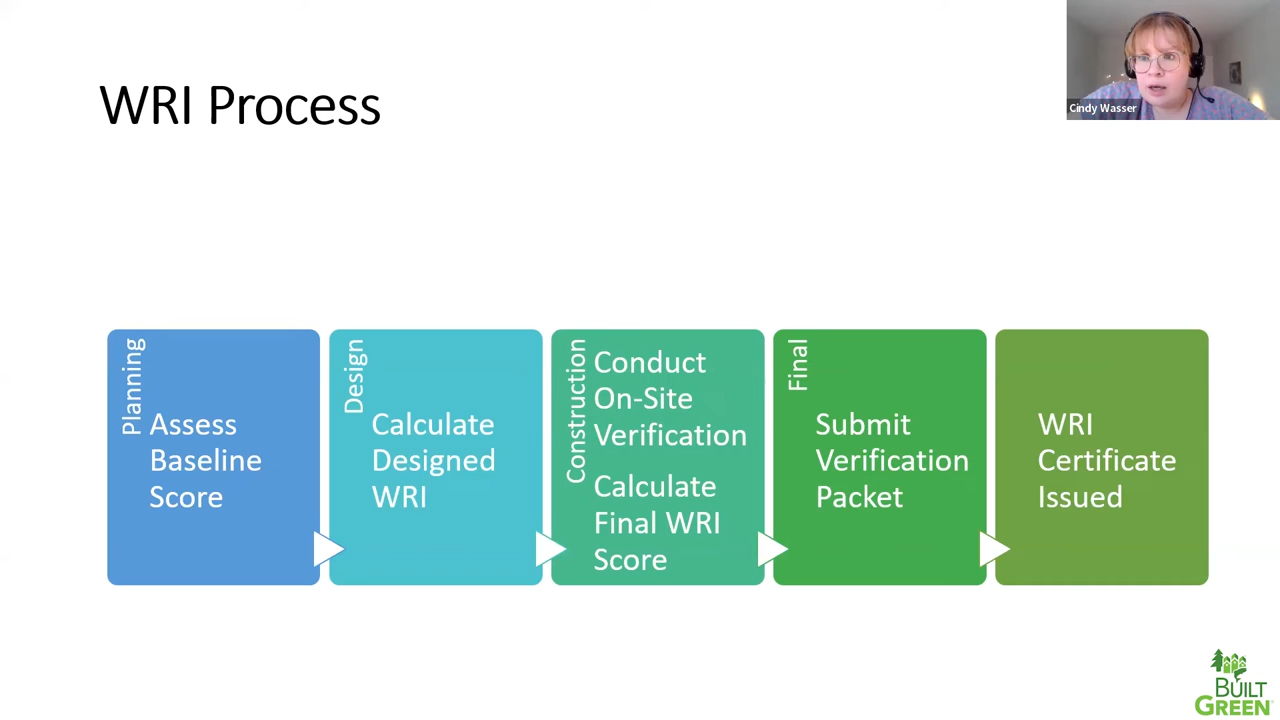 WRI Process
Cindy Wasser
Planning
Assess
Baseline
Score
Design
Calculate
Designed
WRI
Construction
Conduct
On-Site
Verification
Calculate
Final WRI
Score
Final
Submit
Verification
Packet
WRI
Certificate
Issued
BUILT
GREEN